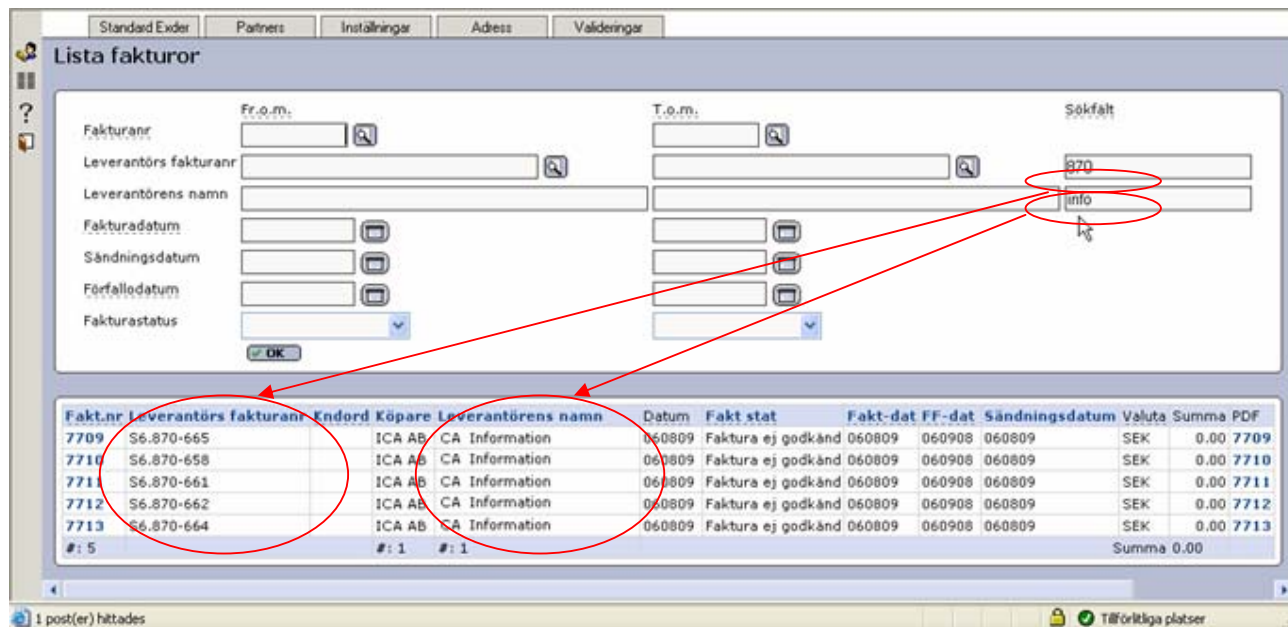 Standard Exder Partners Inställningar Adress Valideringar
Lista fakturor
Fr.o.m. T.o.m. Sökfält
Fakturanr
Leverantörs fakturanr 870
Leverantörens namn info
Fakturadatum
Sändningsdatum
Förfallodatum
Fakturastatus
OK
Fakt.nr Leverantörs fakturanr Kndord Köpare Leverantörens namn Datum Fakt stat Fakt-dat FF-dat Sändningsdatum Valuta Summa PDF
7709 S6.870-665 ICA AB CA Information 060809 Faktura ej godkänd 060809 060908 060809 SEK 0.00 7709
7710 S6.870-658 ICA AB CA Information 060809 Faktura ej godkänd 060809 060908 060809 SEK 0.00 7710
7711 S6.870-661 ICA AB CA Information 060809 Faktura ej godkänd 060809 060908 060809 SEK 0.00 7711
7712 S6.870-662 ICA AB CA Information 060809 Faktura ej godkänd 060809 060908 060809 SEK 0.00 7712
7713 S6.870-664 ICA AB CA Information 060809 Faktura ej godkänd 060809 060908 060809 SEK 0.00 7713
#: 5 #: 1 #: 1 Summa 0.00
1 post(er) hittades Tillförlitliga platser